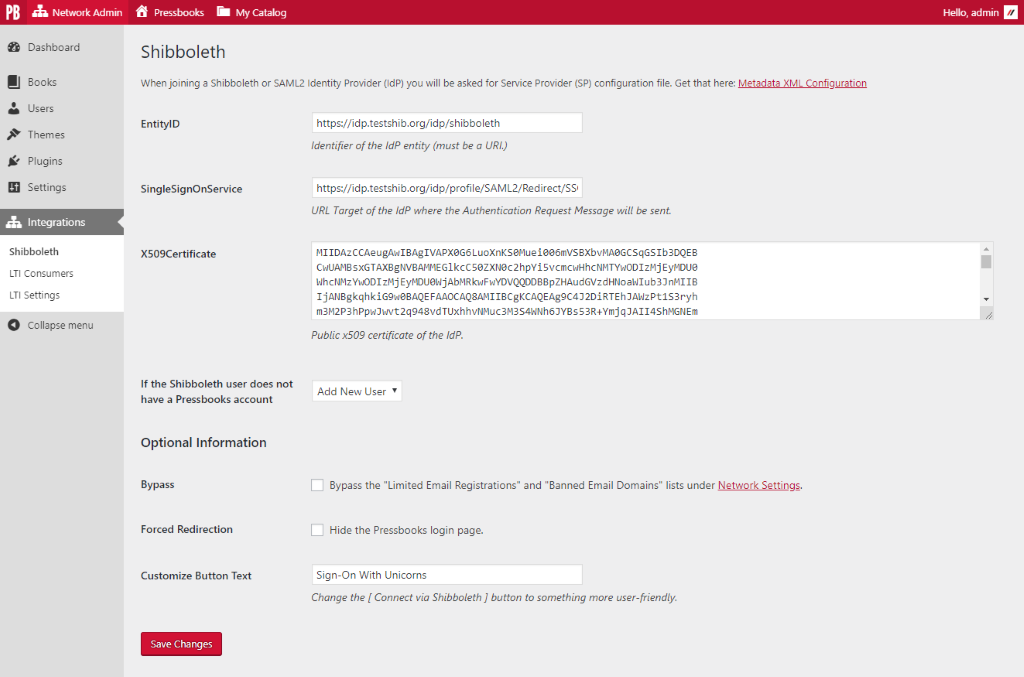 PB Network Admin Pressbooks My Catalog Hello, admin
Dashboard
Books
Users
Themes
Plugins
Settings
Integrations
Shibboleth
LTI Consumers
LTI Settings
Collapse menu
Shibboleth
When joining a Shibboleth or SAML2 Identity Provider (IdP) you will be asked for Service Provider (SP) configuration file. Get that here: Metadata XML Configuration
EntityID
https://idp.testshib.org/idp/shibboleth
Identifier of the IdP entity (must be a URI.)
SingleSignOnService
https://idp.testshib.org/idp/profile/SAML2/Redirect/SS
URL Target of the IdP where the Authentication Request Message will be sent.
X509Certificate
MIIDAzCCAeugAwIBAgIVAPX0G6LuoXnKS0Muei006mVSBXbvMA0GCSqGSIb3DQEB
CwUAMBsxGTAXBgNVBAMMEGlkcC50ZXN0c2hpYi5vcmcwHhcNMTYwODIzMjEyMDU0
WhcNMzYwODIzMjEyMDU0WjAbMRkwFwYDVQQDDBBpZHAudGVzdHNoaWIub3JnMIIB
IjANBgkqhkiG9w0BAQEFAAOCAQ8AMIIBCgKCAQEAg9C4J2DiRTEhJAWzPt1S3ryh
m3M2P3hPpwJwvt2q948vdTUxhhvNMuc3M3S4WNh6JYBs53R+YmjqJAII4ShMGNEm
Public x509 certificate of the IdP.
If the Shibboleth user does not
have a Pressbooks account
Add New User
Optional Information
Bypass
Bypass the "Limited Email Registrations" and "Banned Email Domains" lists under Network Settings.
Forced Redirection
Hide the Pressbooks login page.
Customize Button Text
Sign-On With Unicorns
Change the [ Connect via Shibboleth ] button to something more user-friendly.
Save Changes